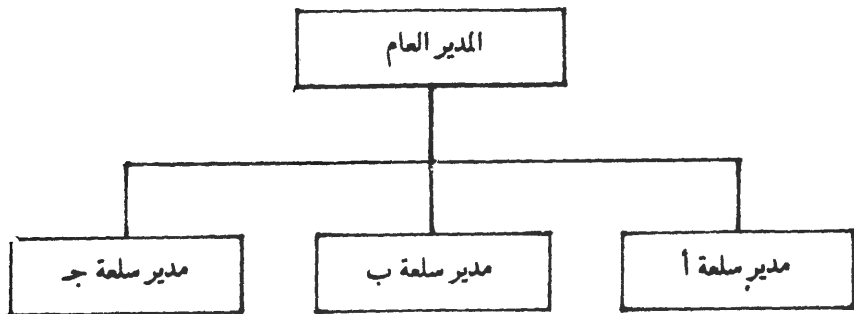 المدير العام
مدير سلعة أ
مدير سلعة ب
مدير سلعة جـ